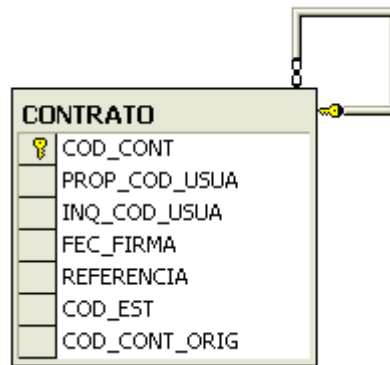 CONTRATO
COD_CONT
PROP_COD_USUA
INQ_COD_USUA
FEC_FIRMA
REFERENCIA
COD_EST
COD_CONT_ORIG